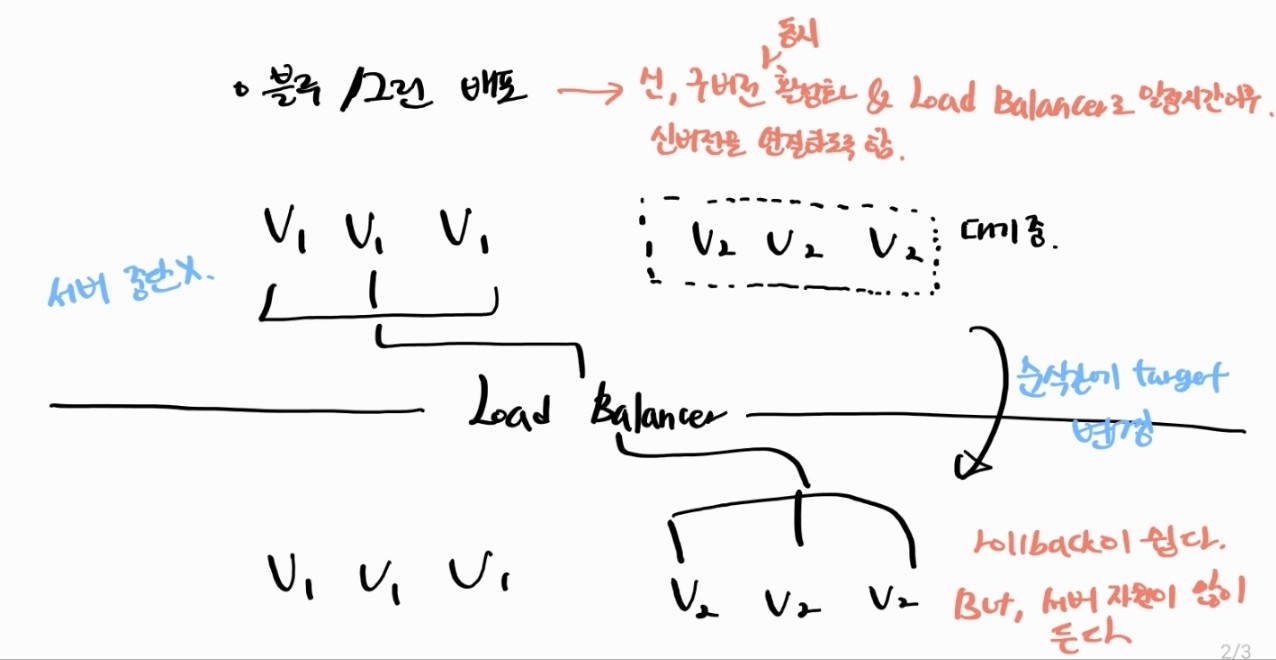 동시
• 블루/그린 배포 → 신, 구버전 활성화 & Load Balancer로 일정시간이후
신버전을 연결하도록 함.
V1 V1 V1
V2 V2 V2
대기 중.
서버 중단X.
순식간에 target
변경
Load Balancer
V1 V1 V1
V2 V2 V2
rollback이 쉽다.
But, 서버 자원이 많이
든다
2/3